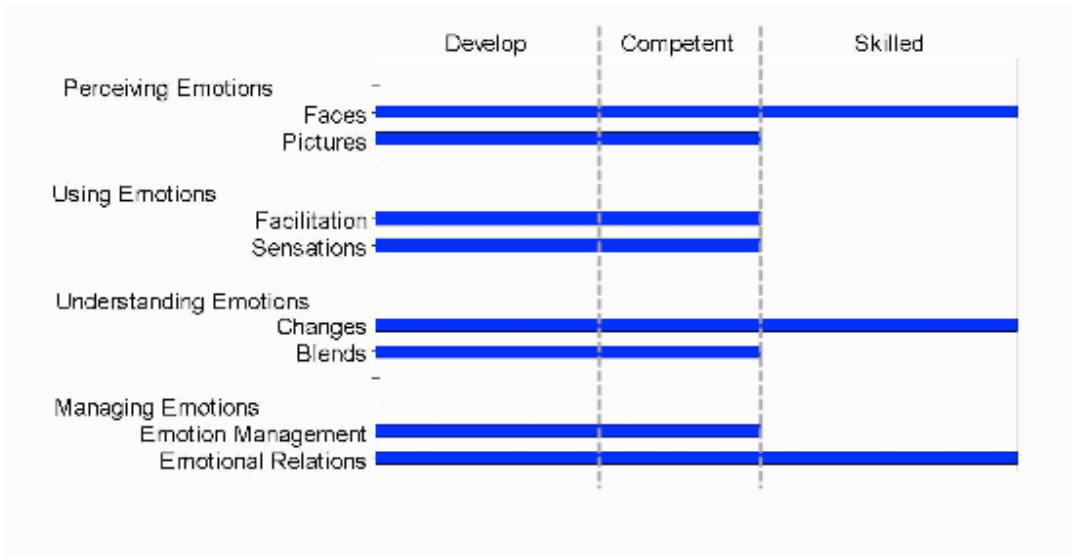 Develop Competent Skilled
Perceiving Emotions
Faces
Pictures
Using Emotions
Facilitation
Sensations
Understanding Emotions
Changes
Blends
Managing Emotions
Emotion Management
Emotional Relations